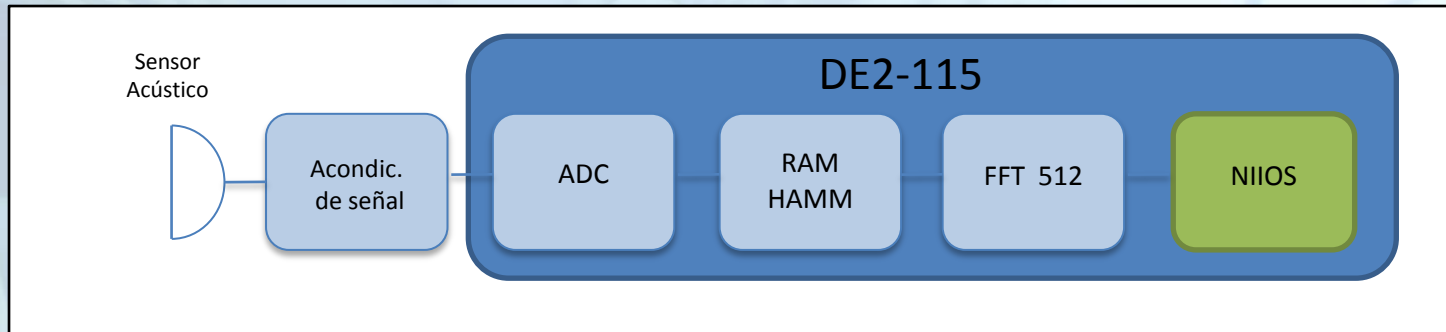 Sensor
Acústico
Acondic.
de señal
DE2-115
ADC
RAM
HAMM
FFT 512
NIIOS